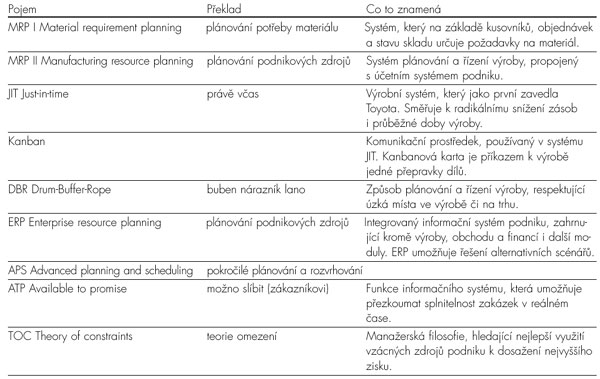 Pojem Překlad Co to znamená
MRP I Material requirement planning plánování potřeby materiálu Systém, který na základě kusovníků, objednávek
a stavu skladu určuje požadavky na materiál.
MRP II Manufacturing resource planning plánování podnikových zdrojů Systém plánování a řízení výroby, propojený
s účetním systémem podniku.
JIT Just-in-time právě včas Výrobní systém, který jako první zavedla
Toyota. Směřuje k radikálnímu snížení zásob
i průběžné doby výroby.
Kanban Komunikační prostředek, používaný v systému
JIT. Kanbanová karta je příkazem k výrobě
jedné přepravky dílů.
DBR Drum-Buffer-Rope buben nárazník lano Způsob plánování a řízení výroby, respektující
úzká místa ve výrobě či na trhu.
ERP Enterprise resource planning plánování podnikových zdrojů Integrovaný informační systém podniku, zahrnu-
jící kromě výroby, obchodu a financí i další mo-
duly. ERP umožňuje řešení alternativních scénářů.
APS Advanced planning and scheduling pokročilé plánování a rozvrhování
ATP Available to promise možno slíbit (zákazníkovi) Funkce informačního systému, která umožňuje
přezkoumat splnitelnost zakázek v reálném
čase.
TOC Theory of constraints teorie omezení Manažerská filosofie, hledající nejlepší využití
vzácných zdrojů podniku k dosažení nejvyššího
zisku.